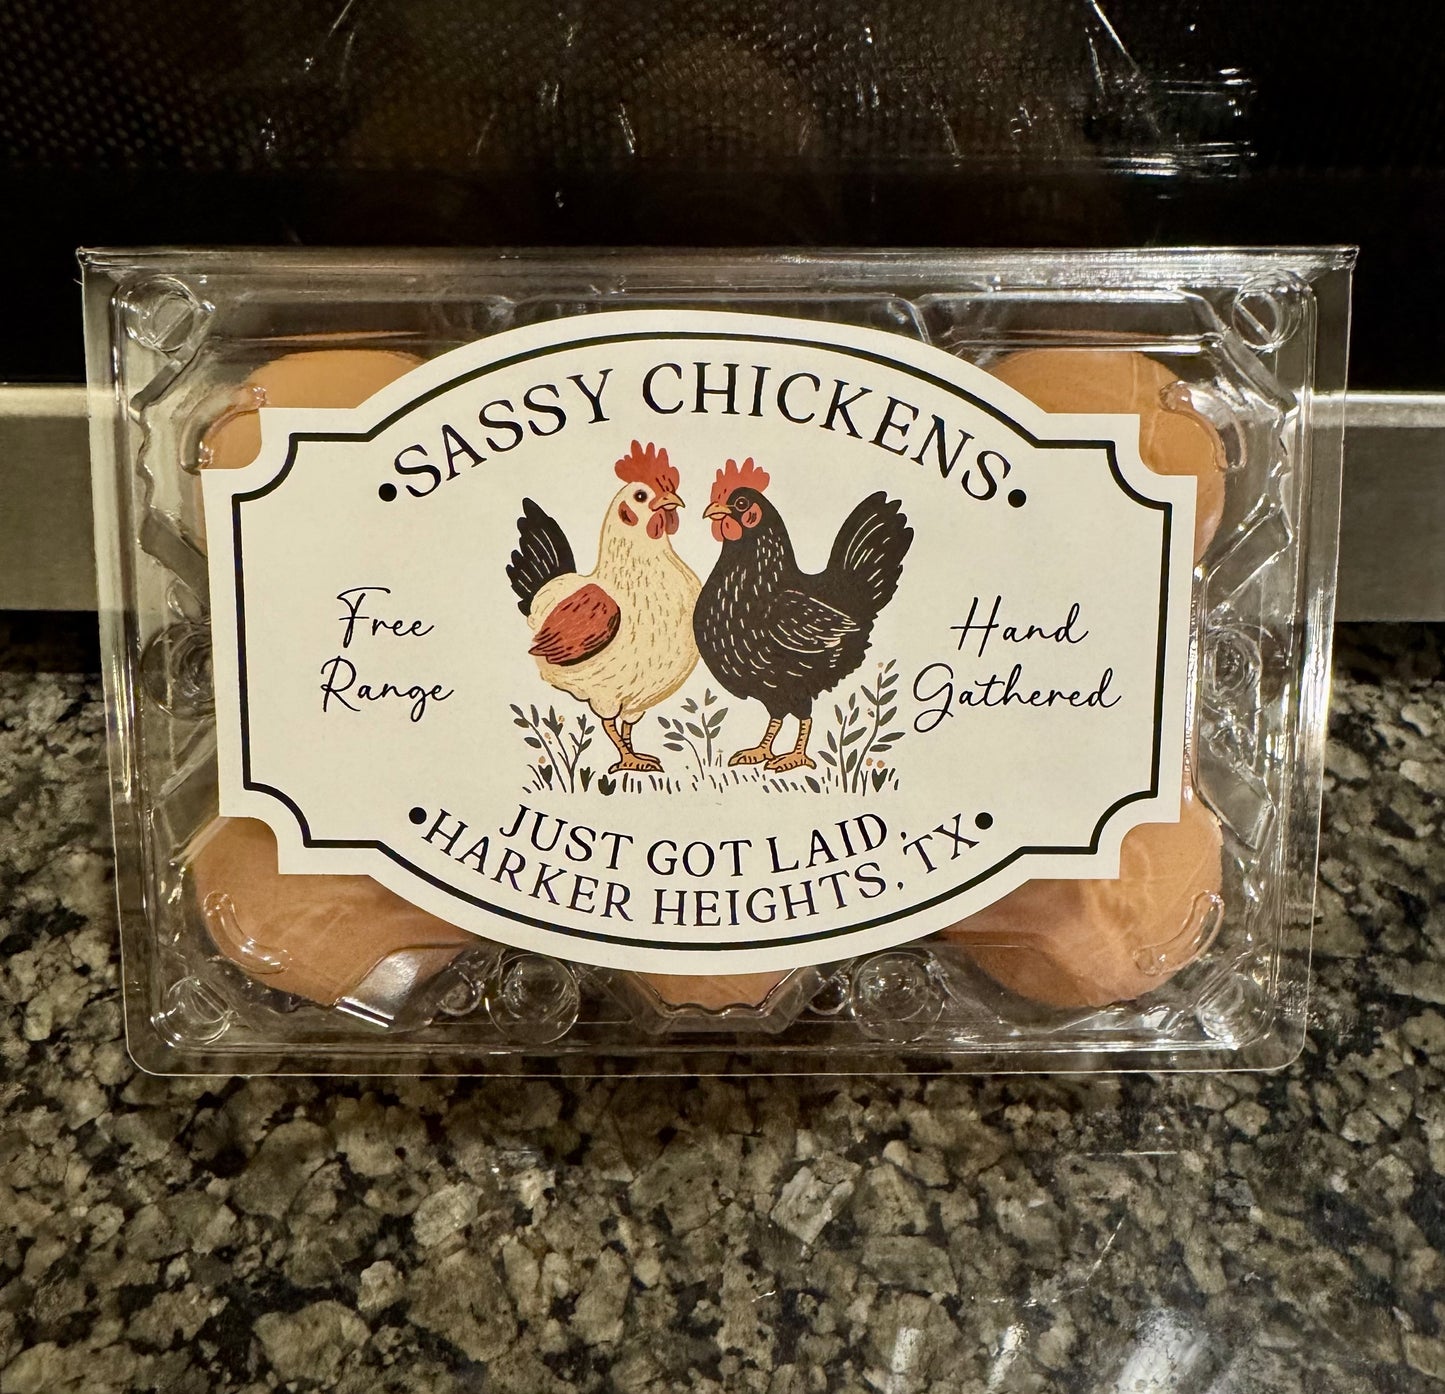 •SASSY CHICKENS•
Free
Range
Hand
Gathered
JUST GOT LAID,
•HARKER HEIGHTS, TX•